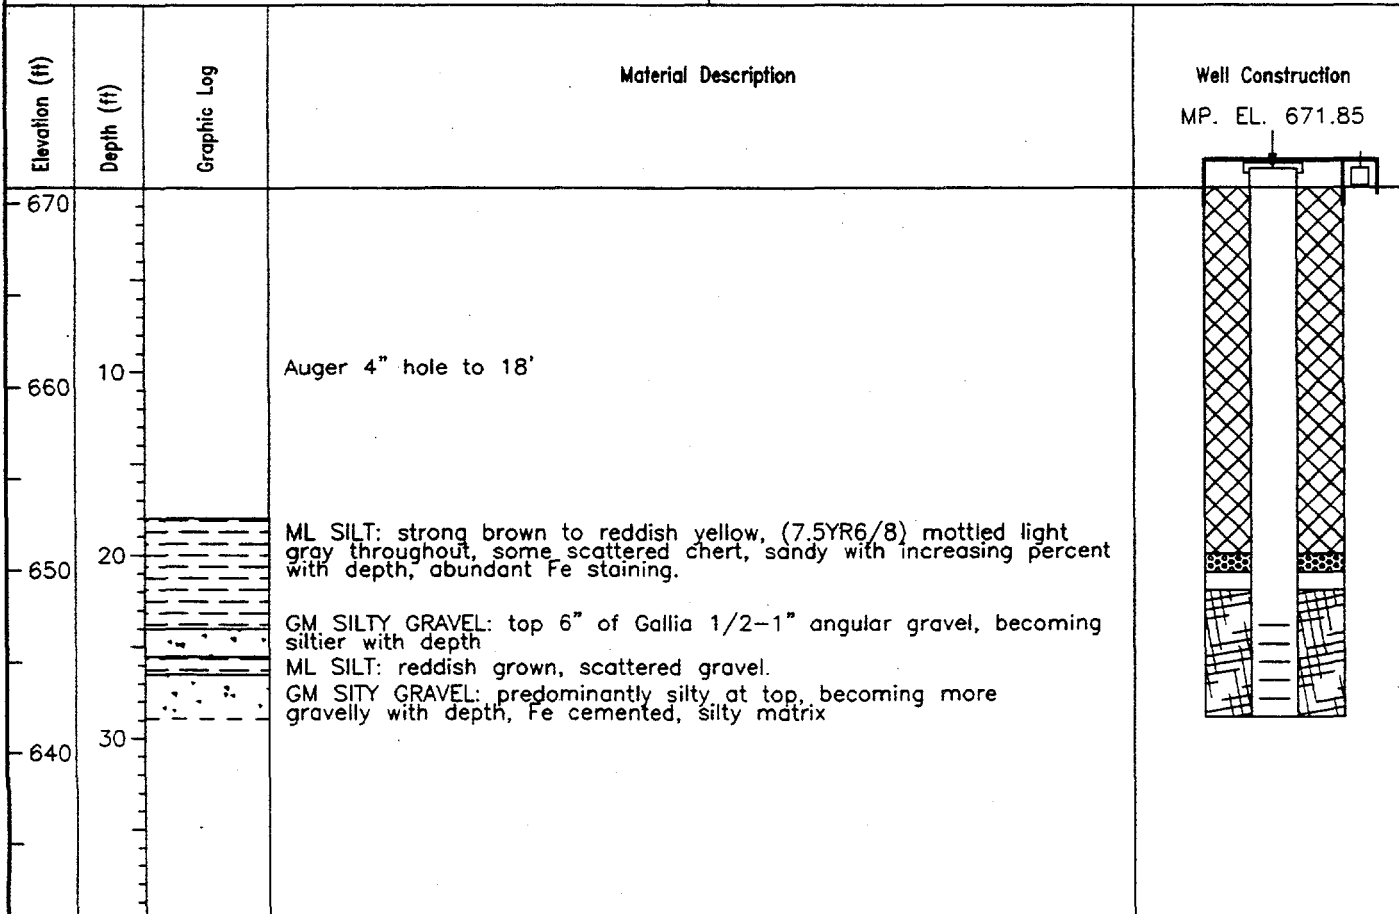 Elevation (ft)
Depth (ft)
Graphic Log
Material Description
Well Construction
MP. EL. 671.85
670
10
660
Auger 4" hole to 18'
ML SILT: strong brown to reddish yellow, (7.5YR6/8) mottled light
gray throughout, some scattered chert, sandy with increasing percent
with depth, abundant Fe staining.
20
650
GM SILTY GRAVEL: top 6" of Gallia 1/2-1" angular gravel, becoming
siltier with depth
ML SILT: reddish grown, scattered gravel.
GM SITY GRAVEL: predominantly silty at top, becoming more
gravelly with depth, Fe cemented, silty matrix
30
640